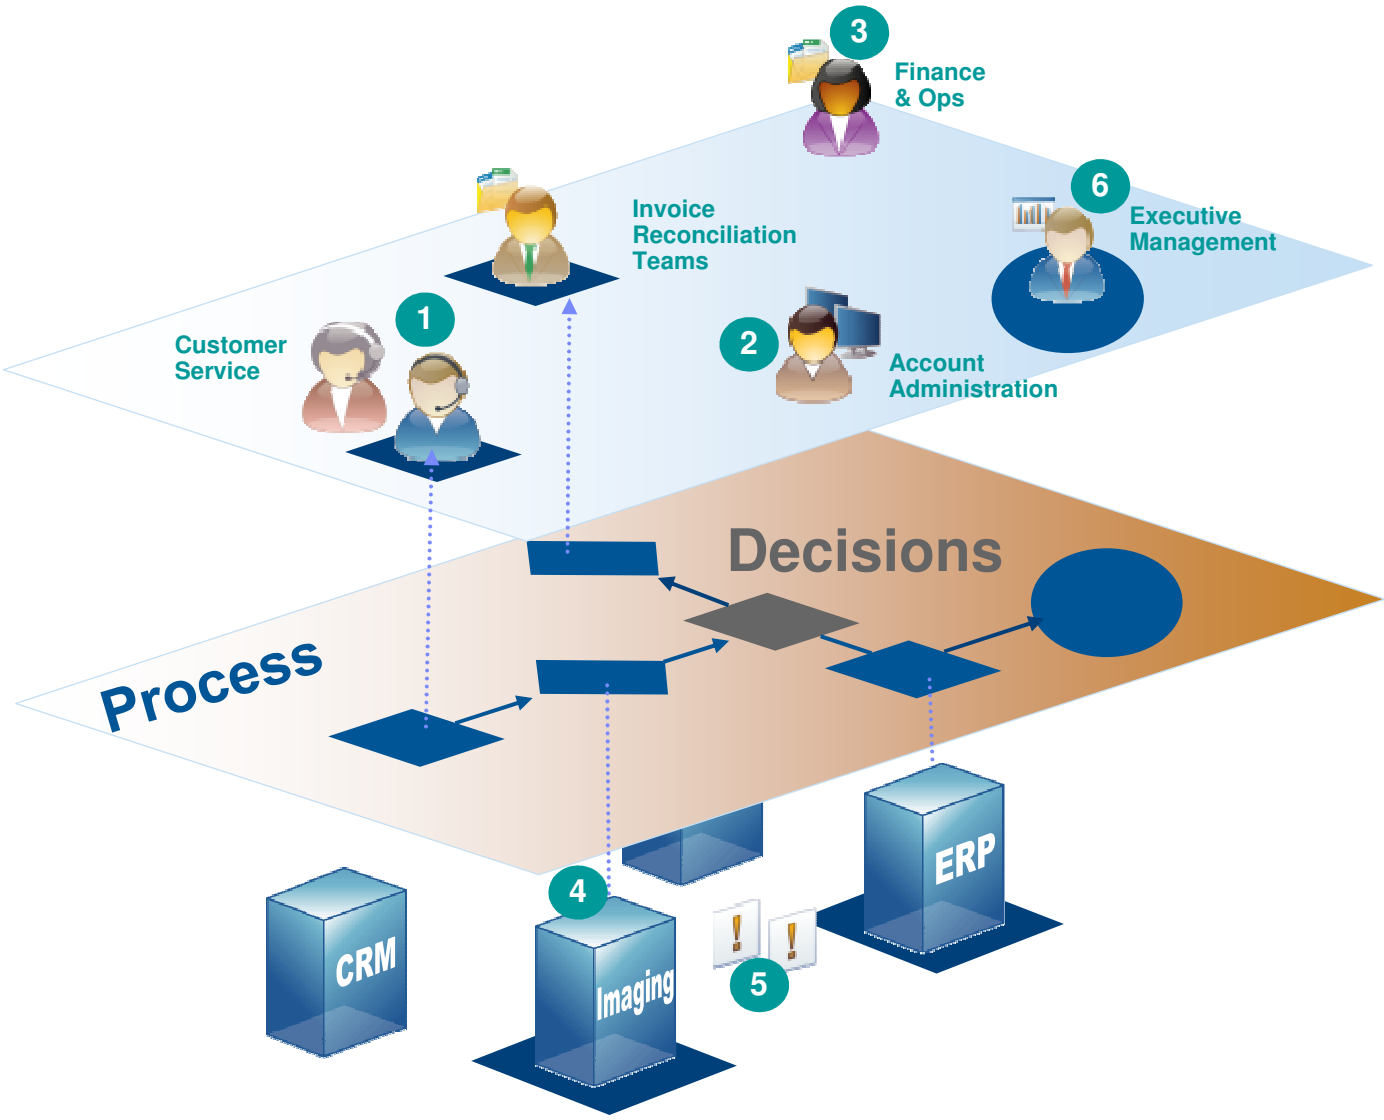 3
Finance
& Ops
6
Executive
Management
Invoice
Reconciliation
Teams
1
Customer
Service
2
Account
Administration
Decisions
Process
ERP
4
CRM
Imaging
!
!
5